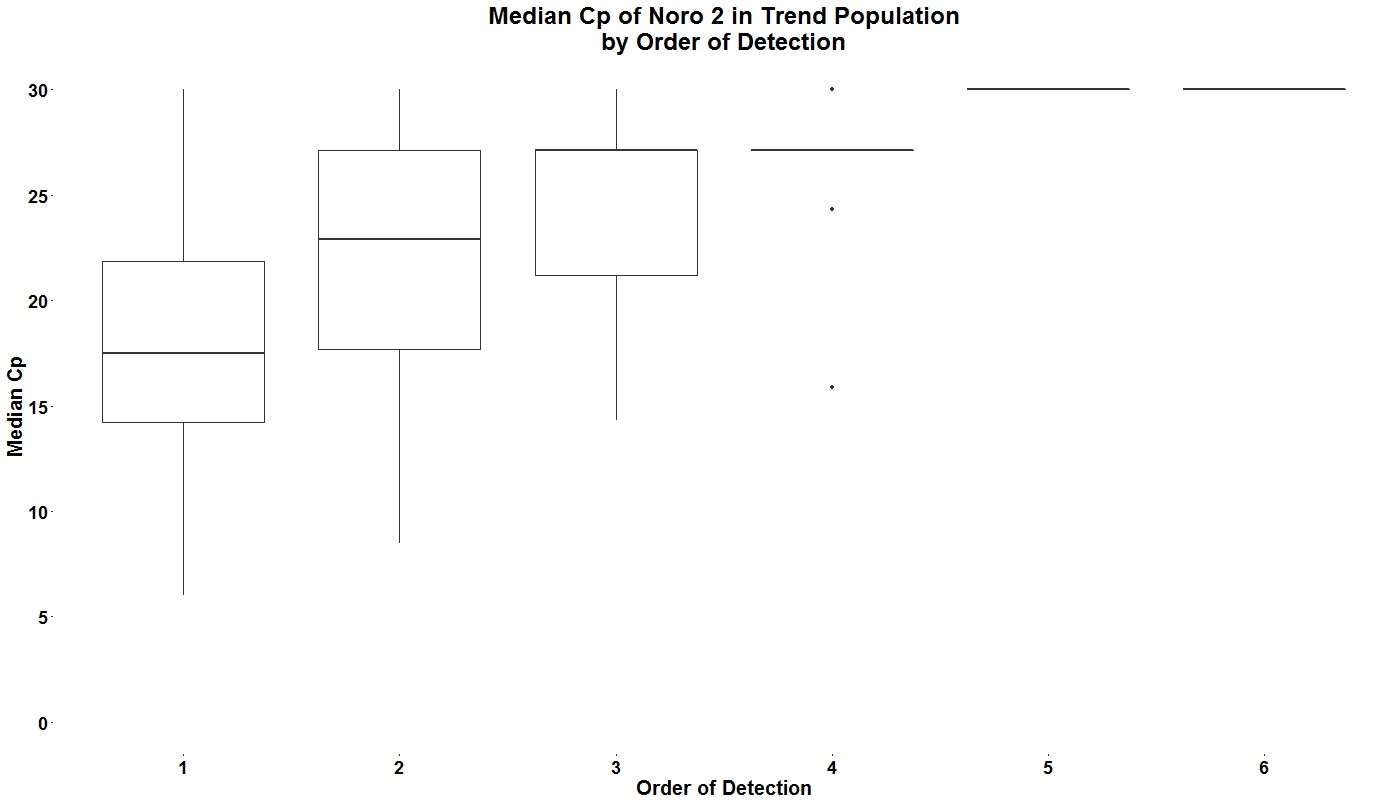 Median Cp of Noro 2 in Trend Population
by Order of Detection
Median Cp
30
25
20
15
10
5
0
1 2 3 4 5 6
Order of Detection